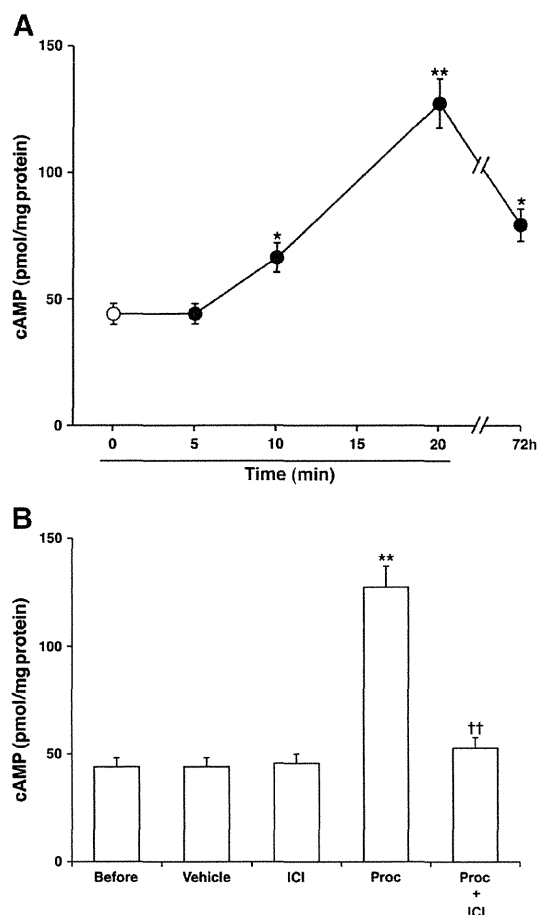 A
150
100
50
0
cAMP (pmol/mg protein)
*
**
*
0
5
10
15
20
72h
Time (min)
B
150
100
50
0
cAMP (pmol/mg protein)
**
††
Before
Vehicle
ICI
Proc
Proc
+
ICI